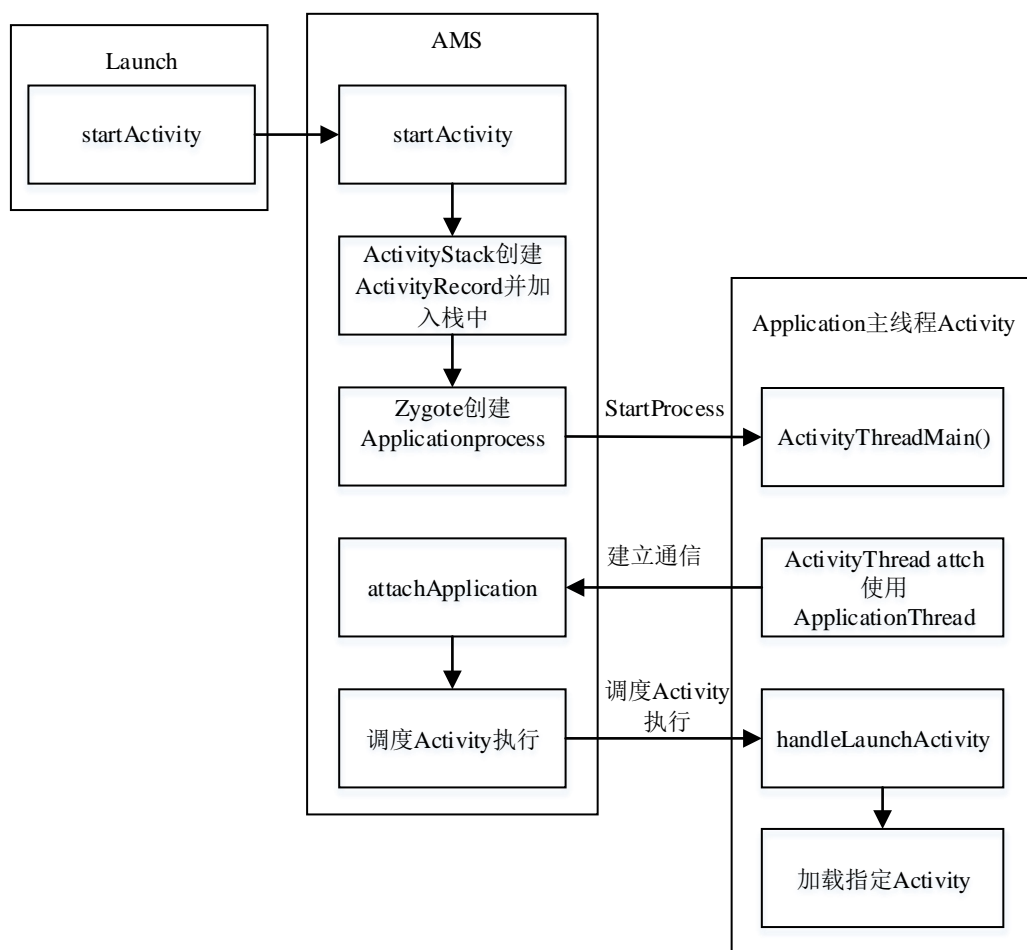 Launch
startActivity
AMS
startActivity
ActivityStack创建
ActivityRecord并加
入栈中
Zygote创建
Applicationprocess
StartProcess
Application主线程Activity
ActivityThreadMain()
ActivityThread attch
使用
ApplicationThread
建立通信
attachApplication
调度Activity执行
调度Activity
执行
handleLaunchActivity
加载指定Activity